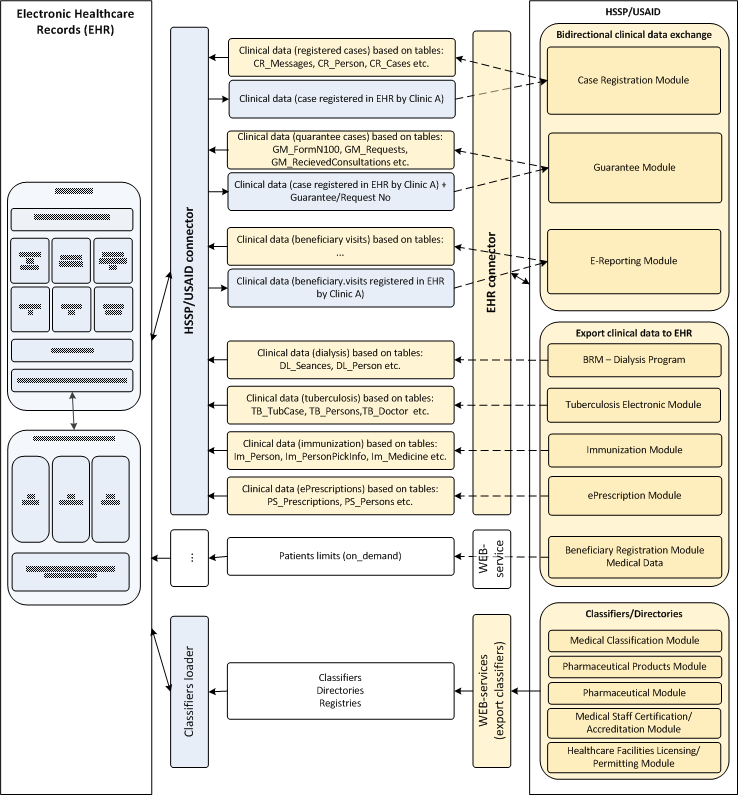 Electronic Healthcare
Records (EHR)
HSSP/USAID connector
Clinical data (registered cases) based on tables:
CR_Messages, CR_Person, CR_Cases etc.
Clinical data (case registered in EHR by Clinic A)
Clinical data (quarantee cases) based on tables:
GM_FormN100, GM_Requests,
GM_RecievedConsultations etc.
Clinical data (case registered in EHR by Clinic A) +
Guarantee/Request No
Clinical data (beneficiary visits) based on tables:
...
Clinical data (beneficiary.visits registered in EHR
by Clinic A)
Clinical data (dialysis) based on tables:
DL_Seances, DL_Person etc.
Clinical data (tuberculosis) based on tables:
TB_TubCase, TB_Persons,TB_Doctor etc.
Clinical data (immunization) based on tables:
Im_Person, Im_PersonPickInfo, Im_Medicine etc.
Clinical data (ePrescriptions) based on tables:
PS_Prescriptions, PS_Persons etc.
EHR connector
HSSP/USAID
Bidirectional clinical data exchange
Case Registration Module
Guarantee Module
E-Reporting Module
Export clinical data to EHR
BRM – Dialysis Program
Tuberculosis Electronic Module
Immunization Module
ePrescription Module
Beneficiary Registration Module
Medical Data
...
Patients limits (on_demand)
WEB-
service
Classifiers loader
Classifiers
Directories
Registries
WEB-services
(export classifiers)
Classifiers/Directories
Medical Classification Module
Pharmaceutical Products Module
Pharmaceutical Module
Medical Staff Certification/
Accreditation Module
Healthcare Facilities Licensing/
Permitting Module